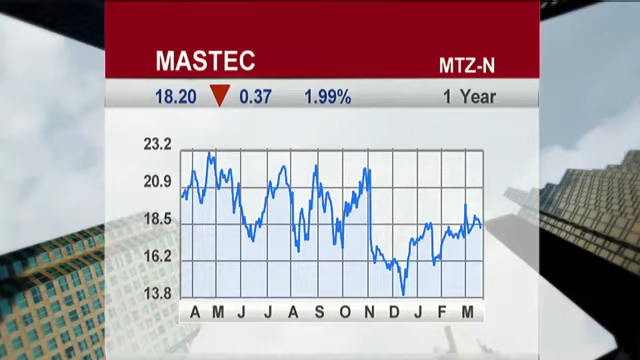 MASTEC
MTZ-N
18.20 ▼ 0.37 1.99% 1 Year
23.2
20.9
18.5
16.2
13.8
A M J J A S O N D J F M